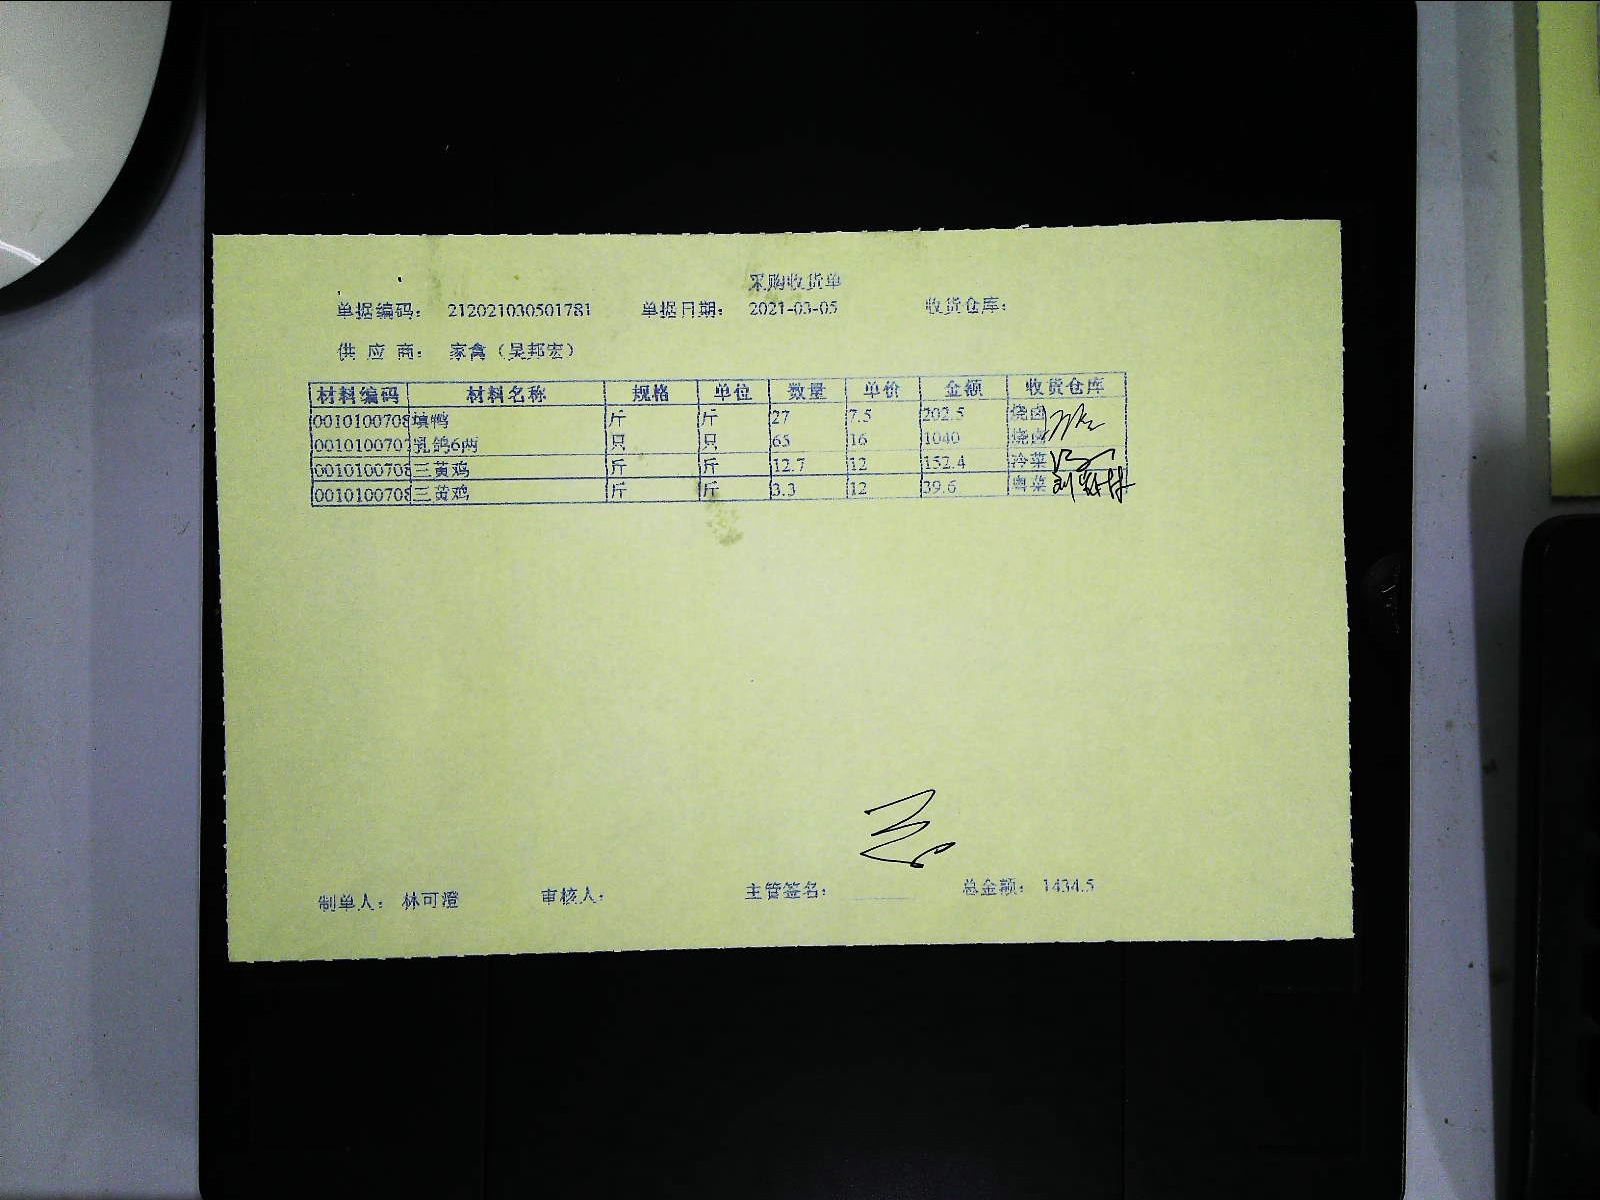 采购收货单
单据编码： 212021030501781 单据日期： 2021-03-05 收货仓库：
供 应 商： 家禽（吴邦宏）
材料编码 材料名称 规格 单位 数量 单价 金额 收货仓库
0010100708 填鸭 斤 斤 27 7.5 202.5 烧卤
001010070 乳鸽6两 只 只 65 16 1040 烧卤
0010100708 三黄鸡 斤 斤 12.7 12 152.4 冷菜
0010100708 三黄鸡 斤 斤 3.3 12 39.6 粤菜
制单人： 林可澄 审核人： 主管签名： 总金额： 1434.5